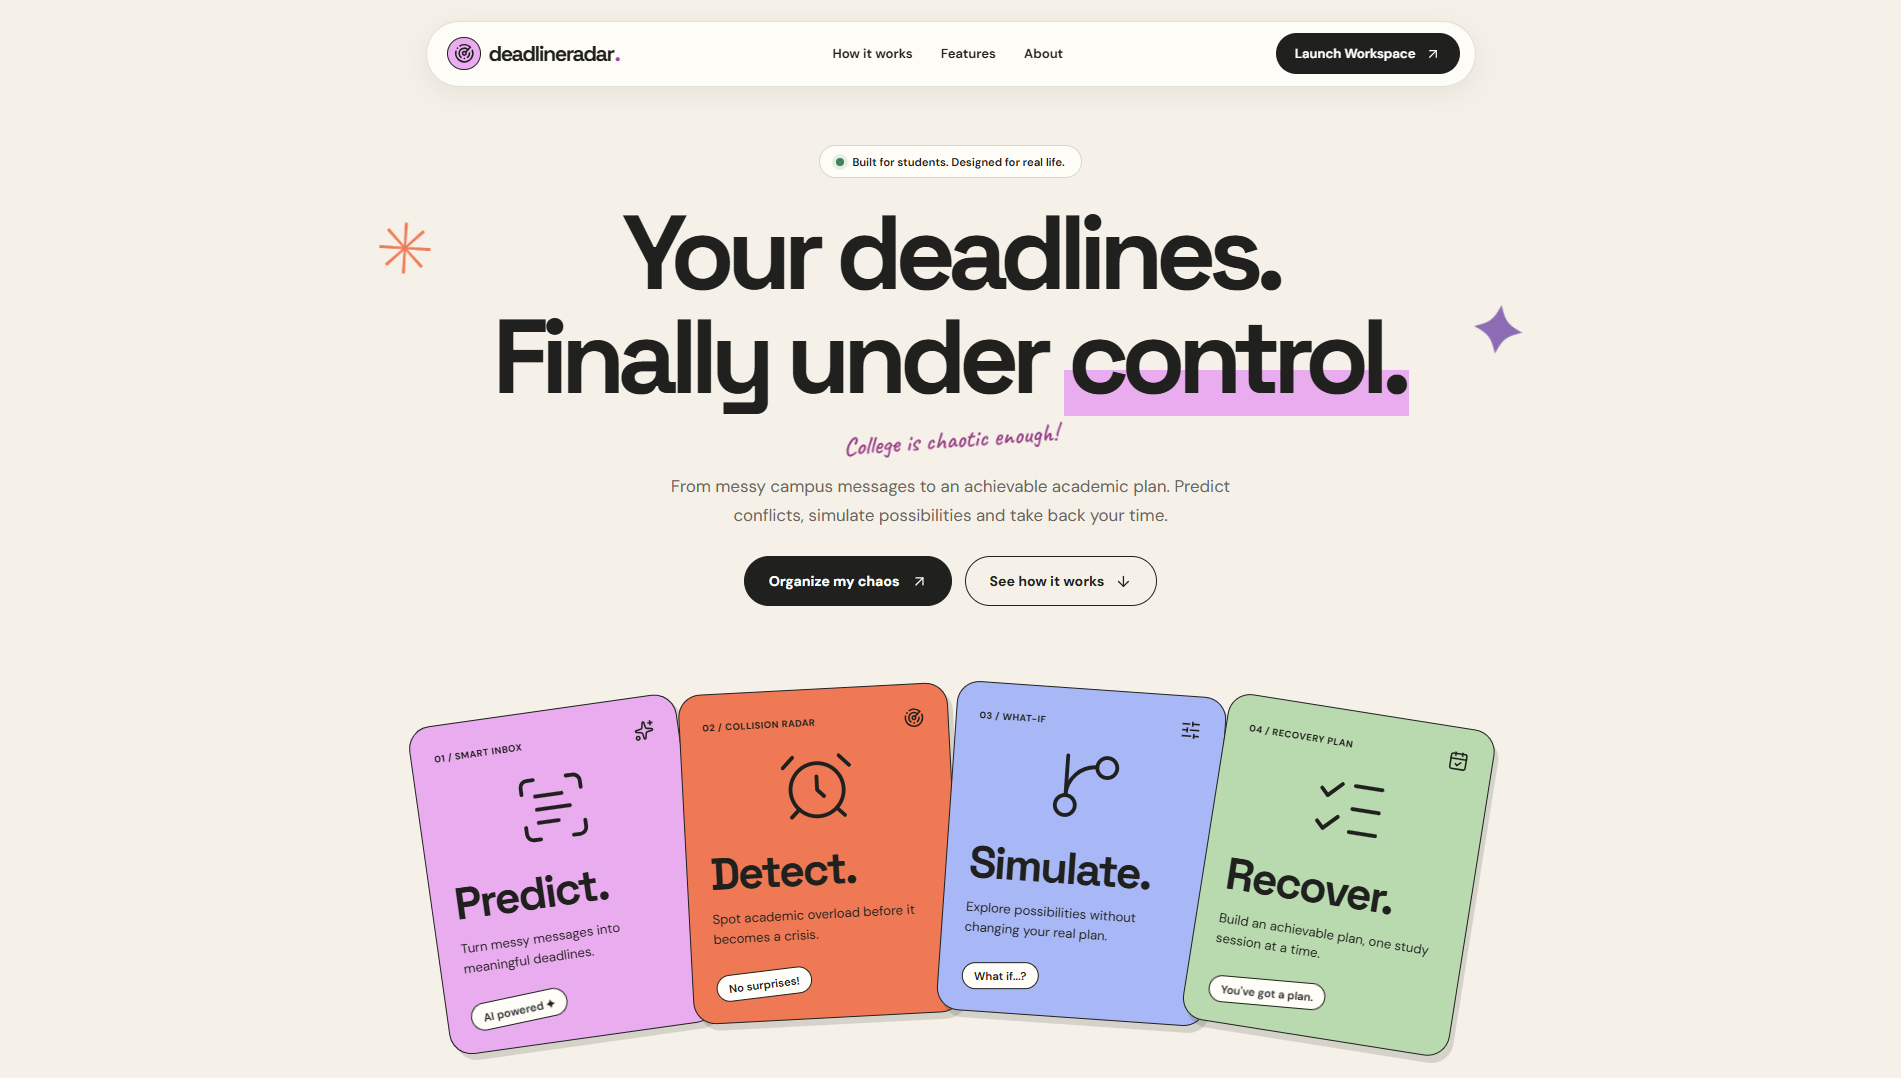 deadlineradar.
How it works
Features
About
Launch Workspace
Built for students. Designed for real life.
Your deadlines.
Finally under control.
College is chaotic enough!
From messy campus messages to an achievable academic plan. Predict
conflicts, simulate possibilities and take back your time.
Organize my chaos
See how it works
01 / SMART INBOX
Predict.
Turn messy messages into
meaningful deadlines.
AI powered ✦
02 / COLLISION RADAR
Detect.
Spot academic overload before it
becomes a crisis.
No surprises!
03 / WHAT-IF
Simulate.
Explore possibilities without
changing your real plan.
What if...?
04 / RECOVERY PLAN
Recover.
Build an achievable plan, one study
session at a time.
You've got a plan.